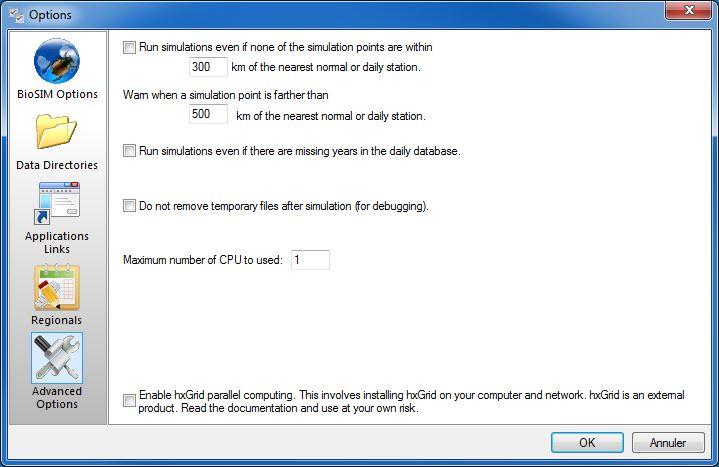 Options
BioSIM Options
Data Directories
Applications
Links
Regionals
Advanced
Options
Run simulations even if none of the simulation points are within
300 km of the nearest normal or daily station.
Warn when a simulation point is farther than
500 km of the nearest normal or daily station.
Run simulations even if there are missing years in the daily database.
Do not remove temporary files after simulation (for debugging).
Maximum number of CPU to used: 1
Enable hxGrid parallel computing. This involves installing hxGrid on your computer and network. hxGrid is an external
product. Read the documentation and use at your own risk.
OK Annuler